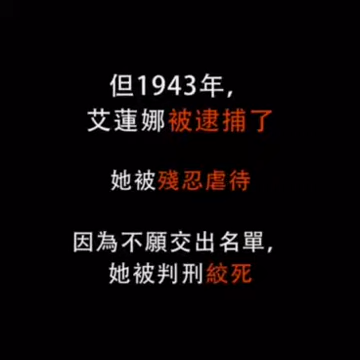 但1943年,
艾蓮娜被逮捕了
她被殘忍虐待
因為不願交出名單,
她被判刑絞死